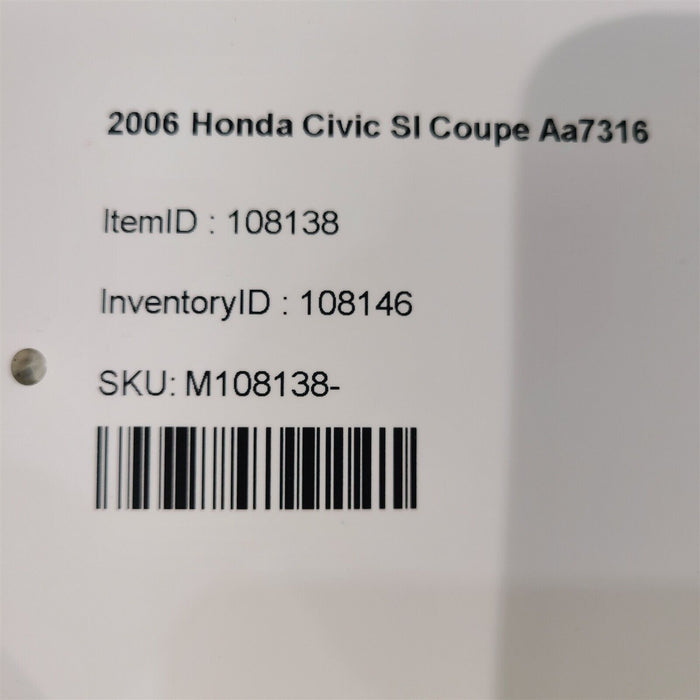 2006 Honda Civic SI Coupe Aa7316
ItemID : 108138
InventoryID : 108146
SKU: M108138-